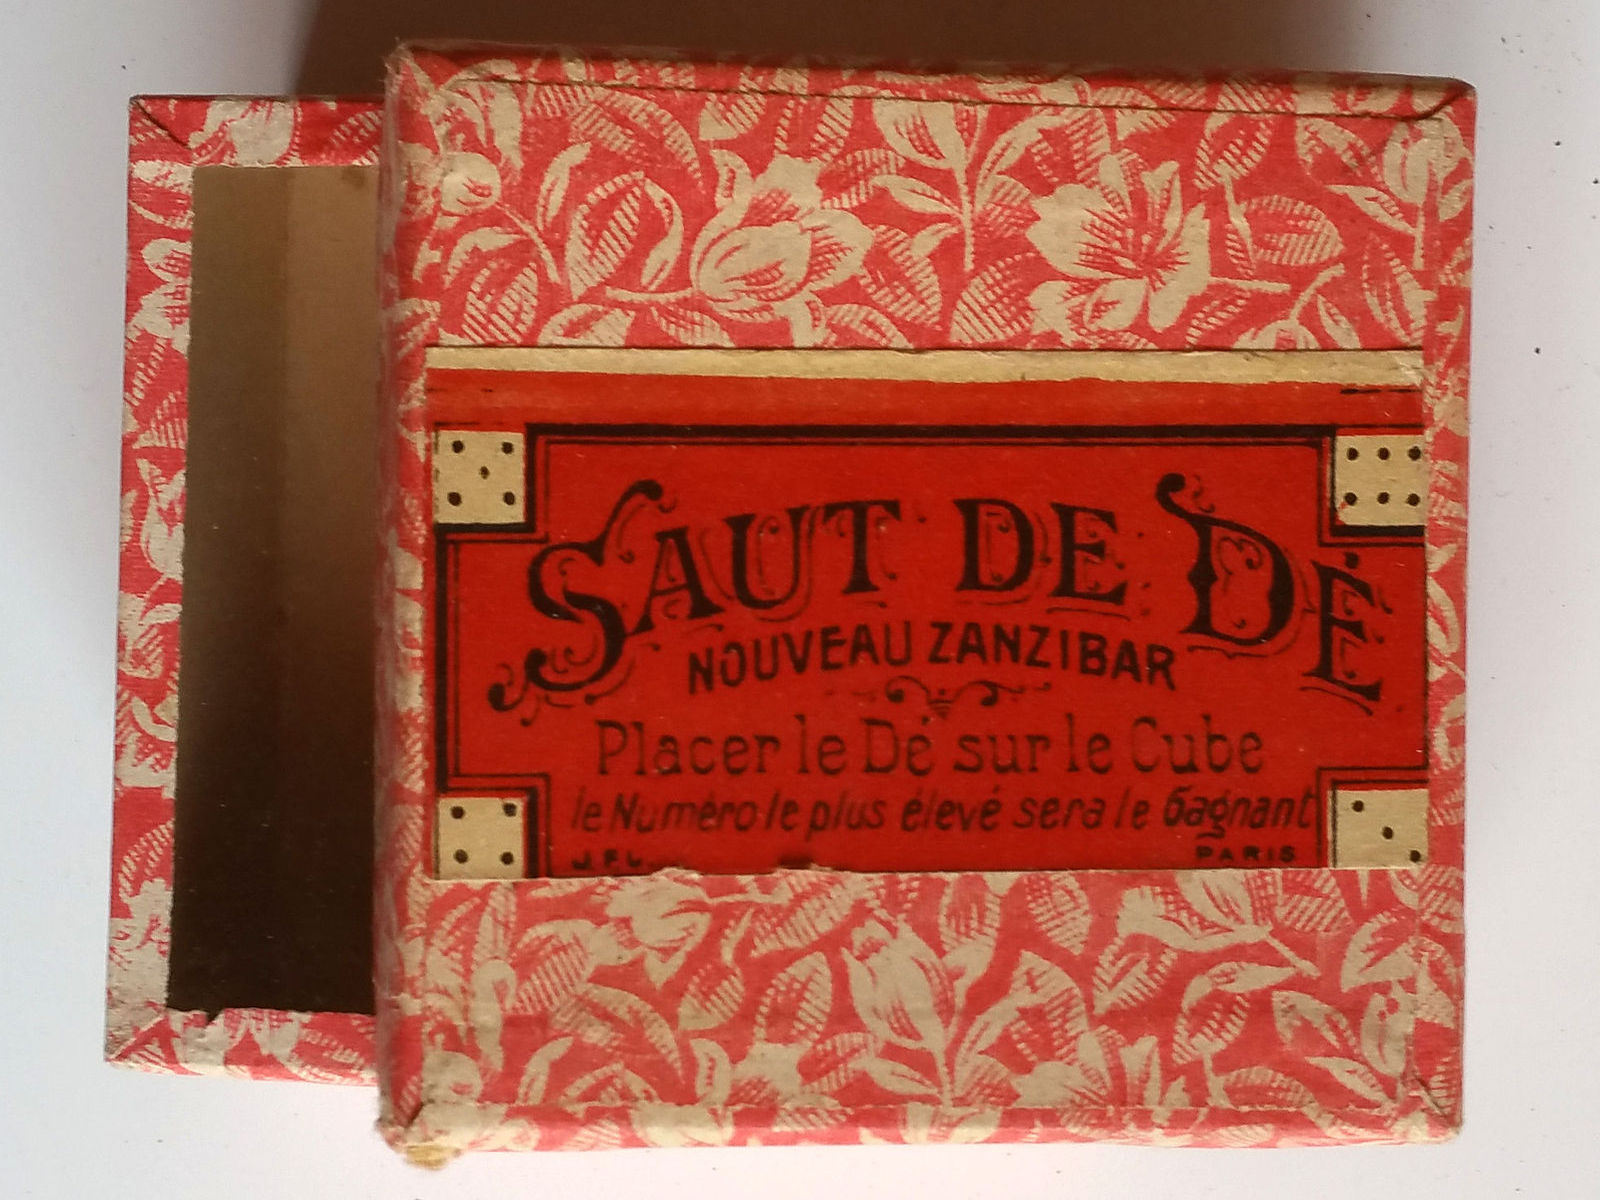 SAUT DE DÉ
NOUVEAU ZANZIBAR
Placer le Dé sur le Cube
le Numéro le plus élevé sera le Gagnant
J.F.L. PARIS